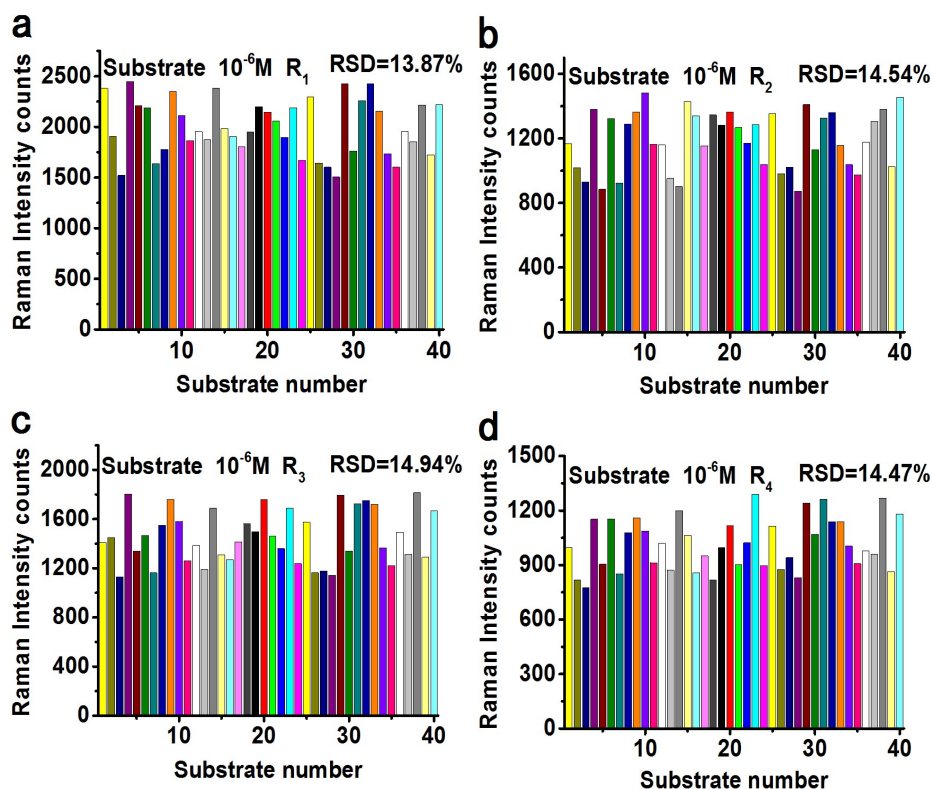 a
Substrate 10⁻⁶M R₁ RSD=13.87%
Raman Intensity counts
2500
2000
1500
1000
500
0
10 20 30 40
Substrate number
b
Substrate 10⁻⁶M R₂ RSD=14.54%
Raman Intensity counts
1600
1200
800
400
0
10 20 30 40
Substrate number
c
Substrate 10⁻⁶M R₃ RSD=14.94%
Raman Intensity counts
2000
1600
1200
800
400
0
10 20 30 40
Substrate number
d
Substrate 10⁻⁶M R₄ RSD=14.47%
Raman Intensity counts
1500
1200
900
600
300
0
10 20 30 40
Substrate number